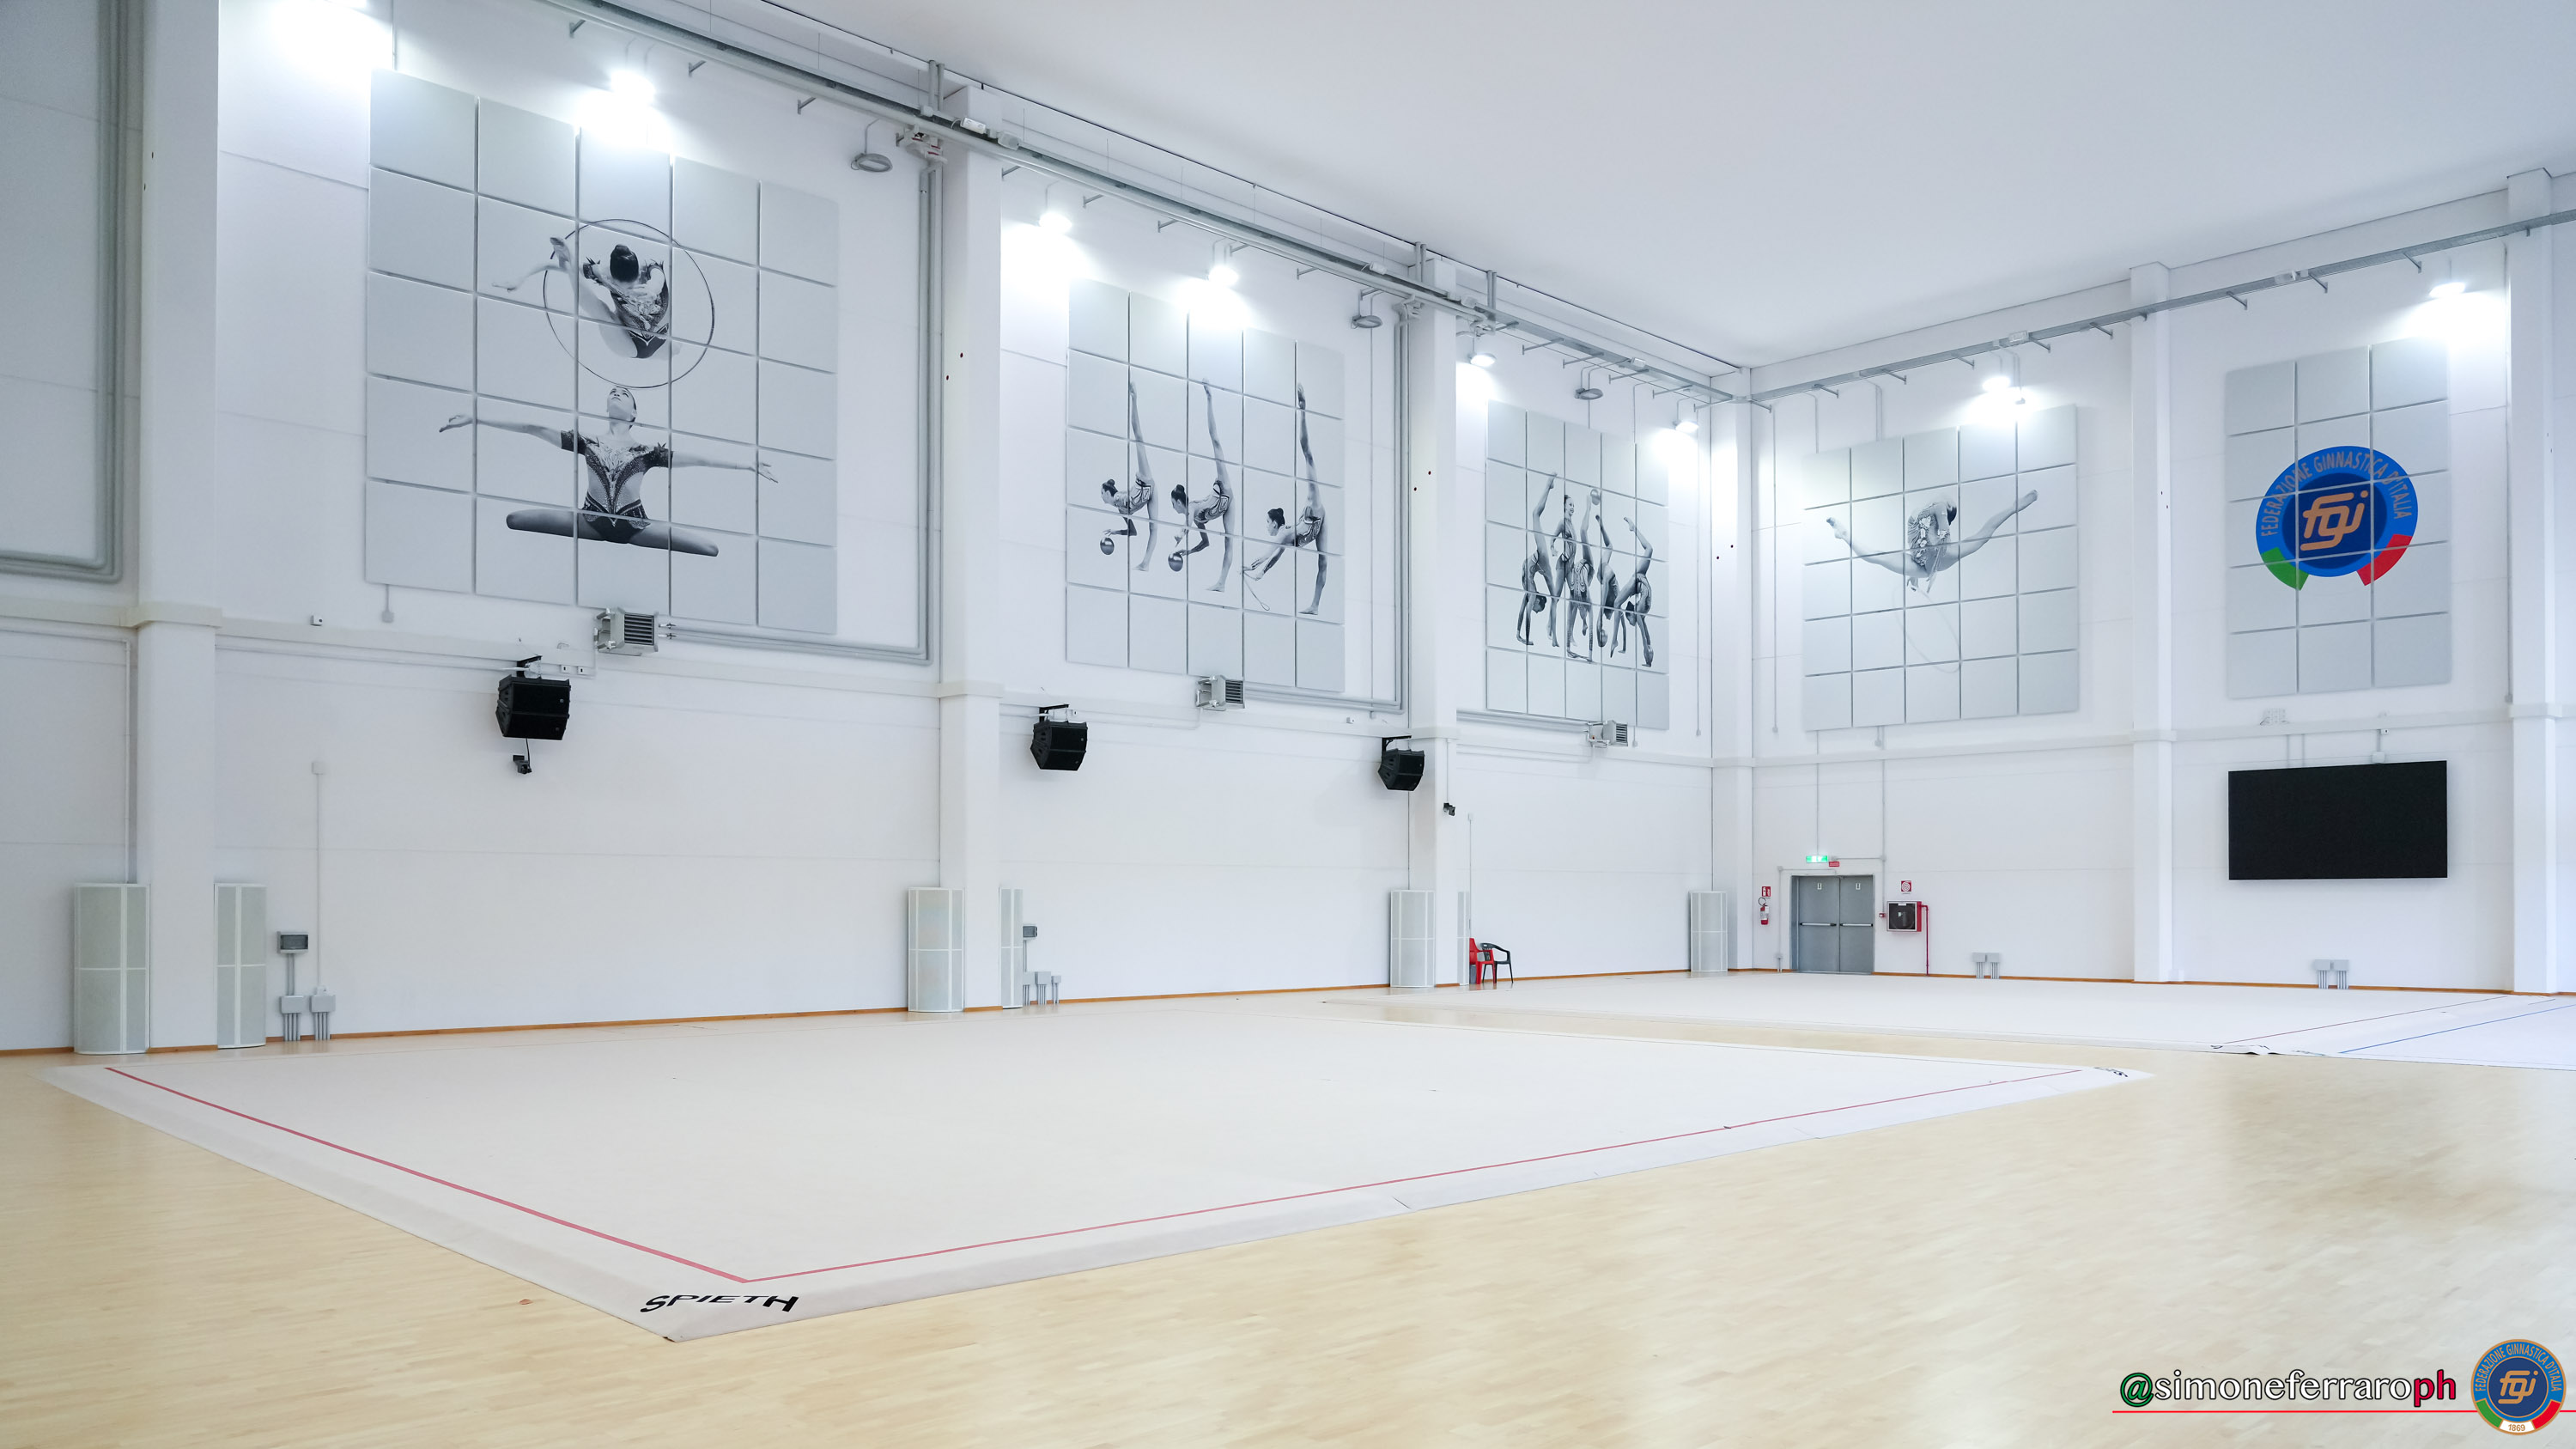 FEDERAZIONE GINNASTICA D'ITALIA
fgi
SPIETH
@simoneferraroph
FEDERAZIONE GINNASTICA D'ITALIA
fgi
1869